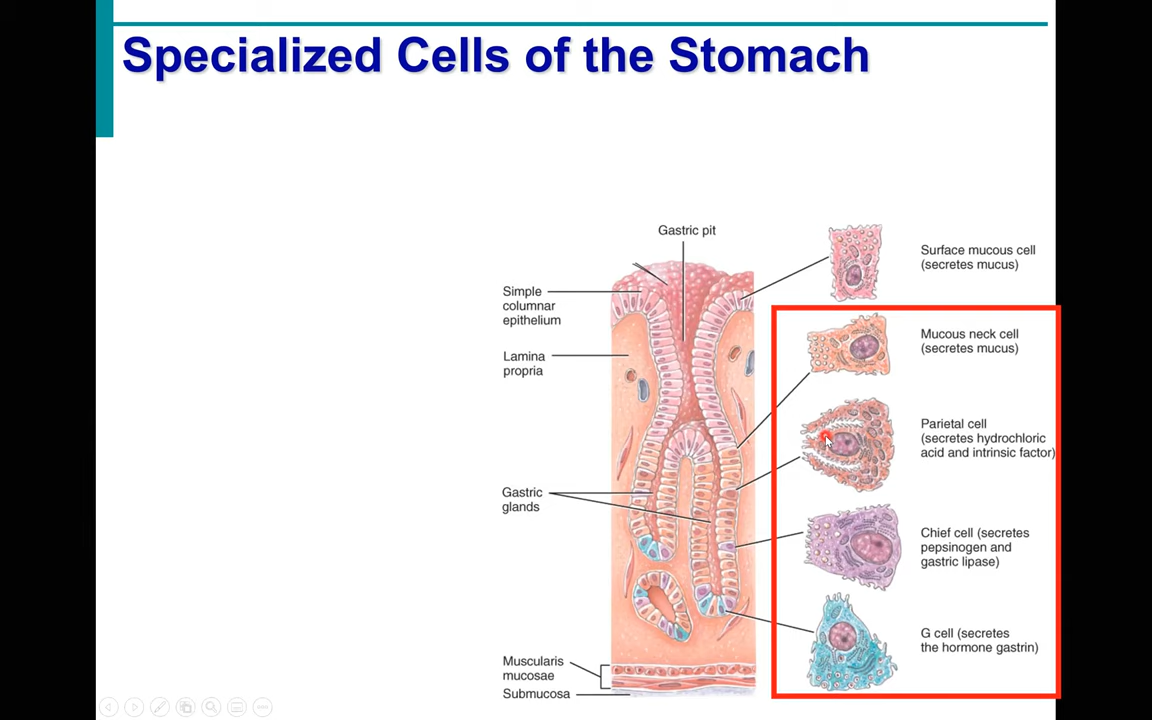 Specialized Cells of the Stomach
Gastric pit
Simple
columnar
epithelium
Lamina
propria
Gastric
glands
Muscularis
mucosae
Submucosa
Surface mucous cell
(secretes mucus)
Mucous neck cell
(secretes mucus)
Parietal cell
(secretes hydrochloric
acid and intrinsic factor)
Chief cell (secretes
pepsinogen and
gastric lipase)
G cell (secretes
the hormone gastrin)